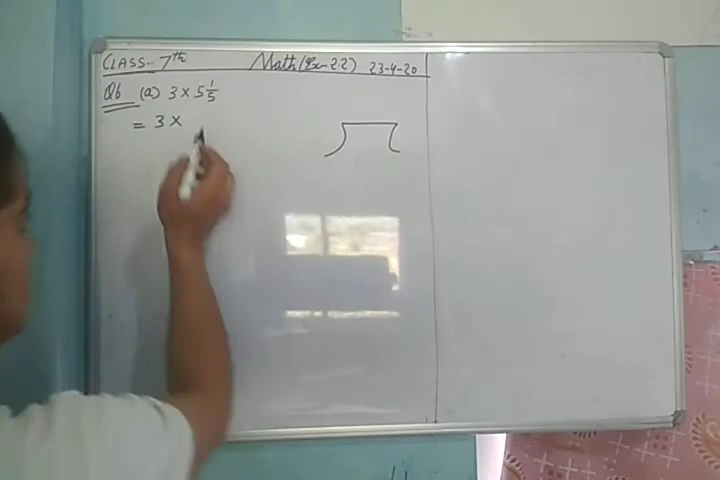 CLASS-7th Math (Ex-2.2) 23-4-20
Q6 (a) 3 × 5 1/5
= 3 ×